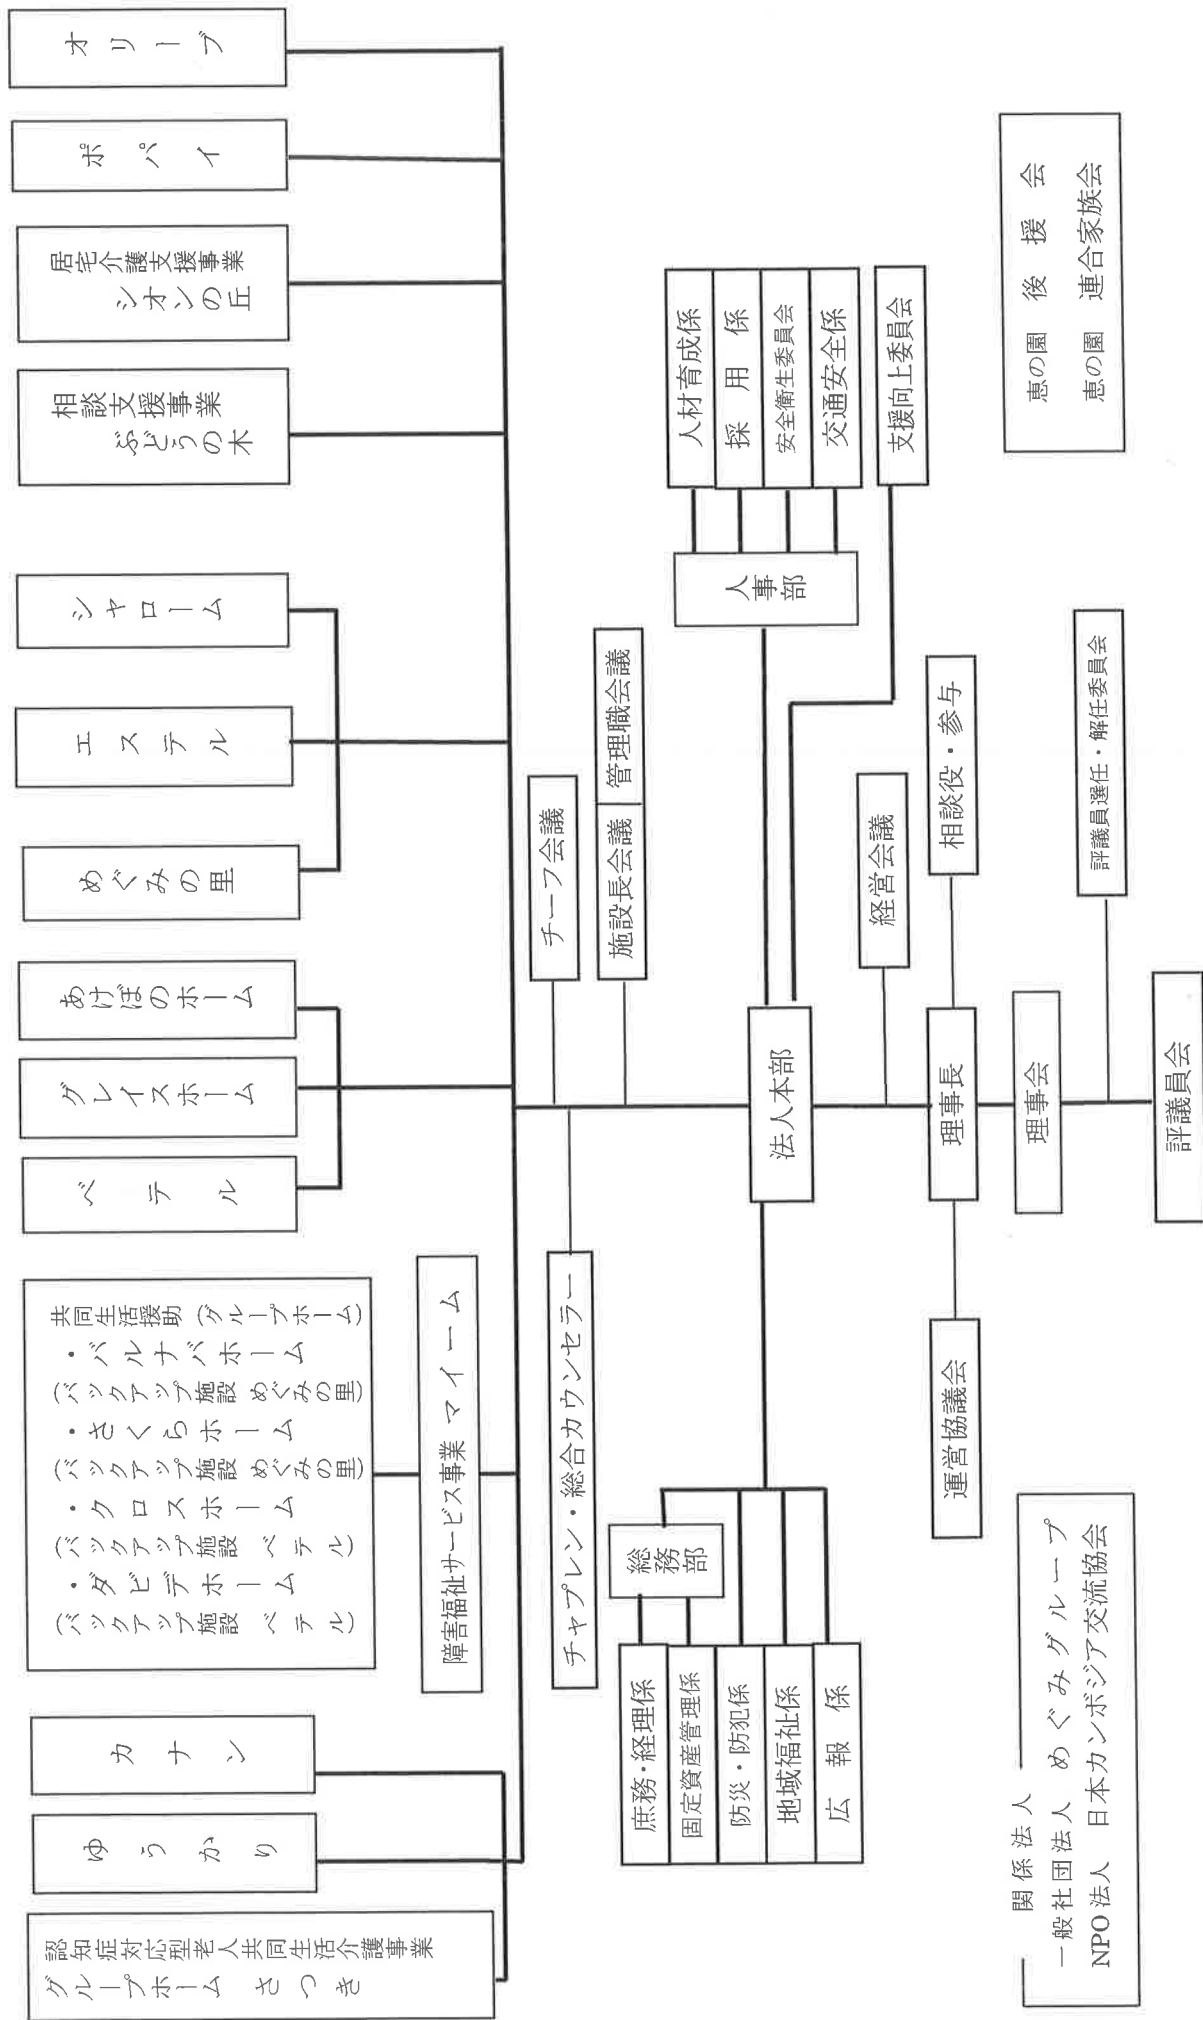 認知症対応型老人共同生活介護事業
グループホーム　さつき
ゆうかり
カナン
共同生活援助（グループホーム）
・バルナバホーム
（バックアップ施設　めぐみの里）
・さくらホーム
（バックアップ施設　めぐみの里）
・クロスホーム
（バックアップ施設　ベテル）
・ダビデホーム
（バックアップ施設　ベテル）
ベテル
グレイスホーム
あけぼのホーム
めぐみの里
エステル
シャローム
相談支援事業
ぶどうの木
居宅介護支援事業
シオンの丘
ポパイ
オリーブ
障害福祉サービス事業 マイーム
チャプレン・総合カウンセラー
チーフ会議
施設長会議
管理職会議
総務部
庶務・経理係
固定資産管理係
防災・防犯係
地域福祉係
広報係
法人本部
人事部
人材育成係
採用係
安全衛生委員会
交通安全係
支援向上委員会
経営会議
運営協議会
理事長
相談役・参与
理事会
評議員選任・解任委員会
評議員会
関係法人
一般社団法人　めぐみグループ
NPO法人　日本カンボジア交流協会
恵の園　後援会
恵の園　連合家族会